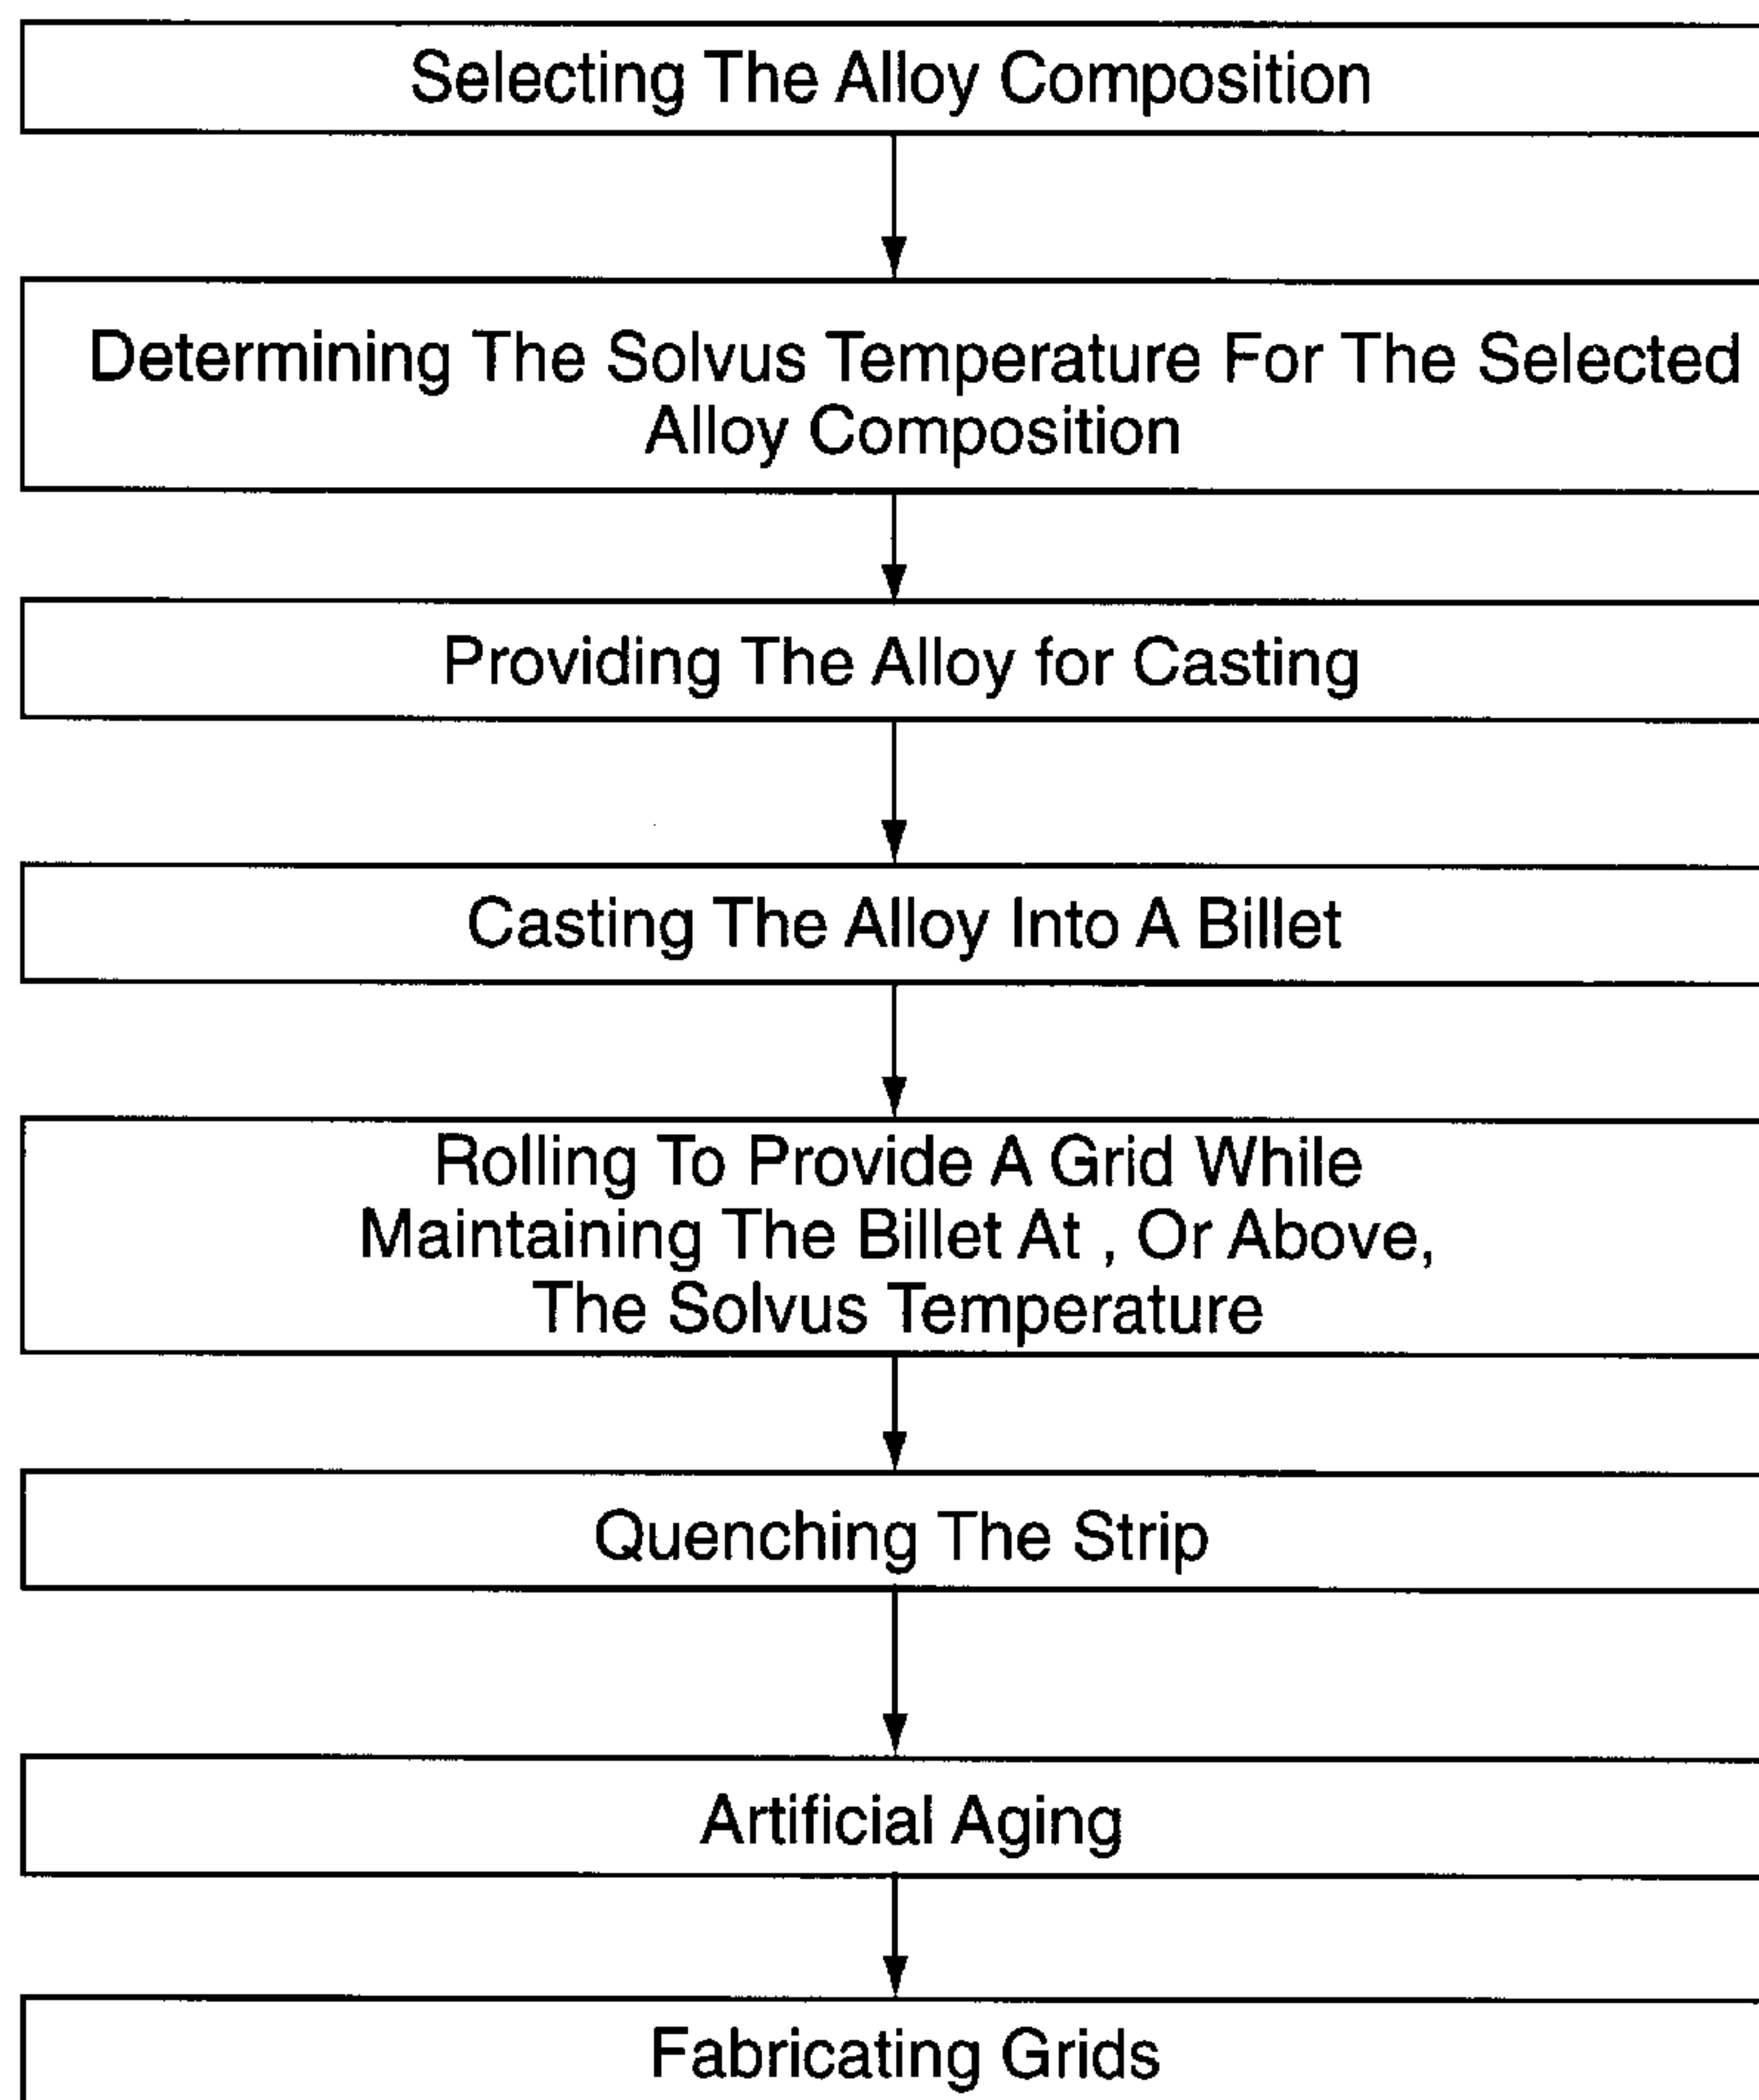 Selecting The Alloy Composition
Determining The Solvus Temperature For The Selected
Alloy Composition
Providing The Alloy for Casting
Casting The Alloy Into A Billet
Rolling To Provide A Grid While
Maintaining The Billet At , Or Above,
The Solvus Temperature
Quenching The Strip
Artificial Aging
Fabricating Grids